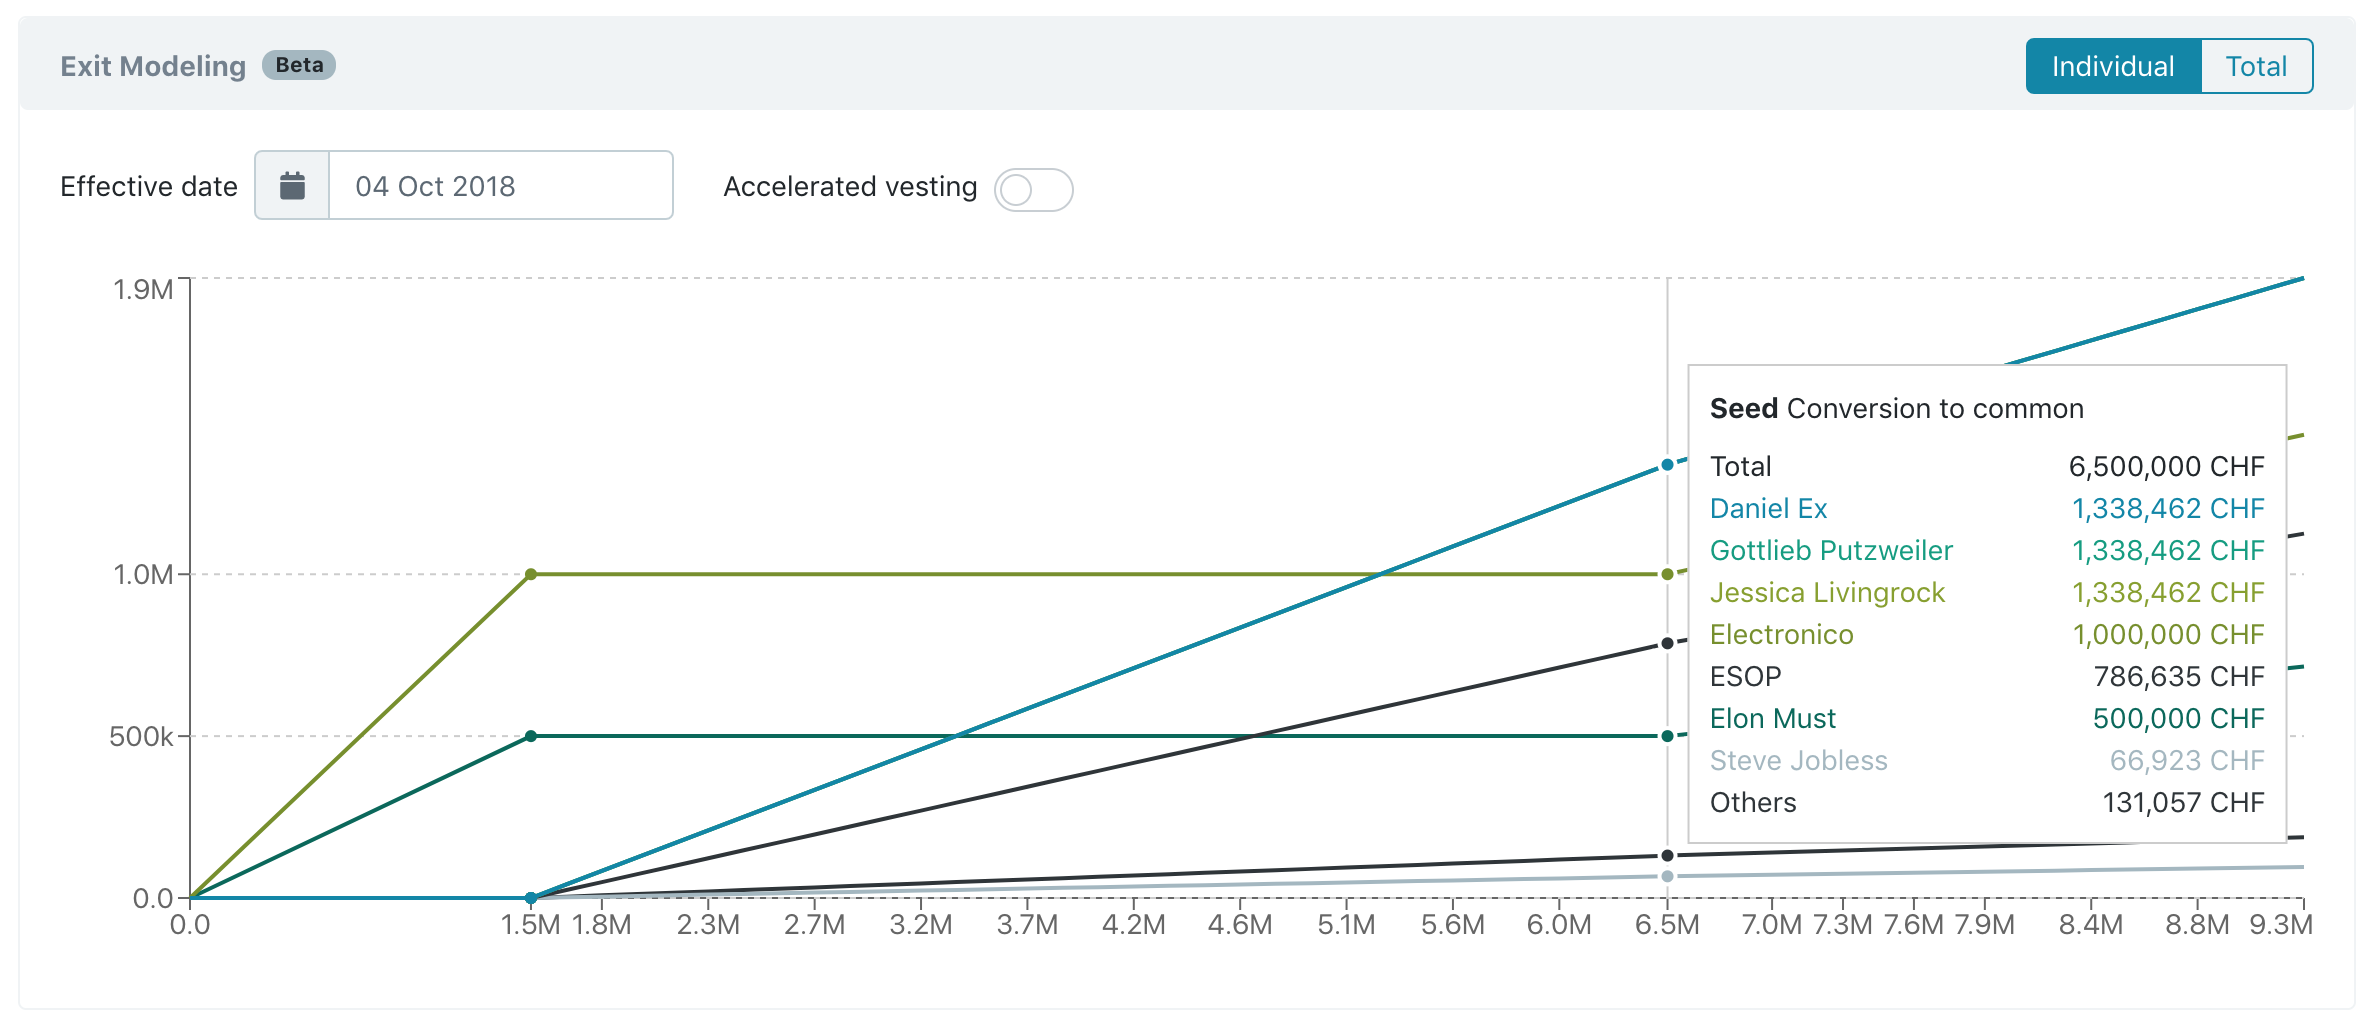 Exit Modeling Beta Individual Total
Effective date 04 Oct 2018 Accelerated vesting
1.9M
1.0M
500k
0.0
Seed Conversion to common
Total 6,500,000 CHF
Daniel Ex 1,338,462 CHF
Gottlieb Putzweiler 1,338,462 CHF
Jessica Livingrock 1,338,462 CHF
Electronico 1,000,000 CHF
ESOP 786,635 CHF
Elon Must 500,000 CHF
Steve Jobless 66,923 CHF
Others 131,057 CHF
0.0 1.5M 1.8M 2.3M 2.7M 3.2M 3.7M 4.2M 4.6M 5.1M 5.6M 6.0M 6.5M 7.0M 7.3M 7.6M 7.9M 8.4M 8.8M 9.3M